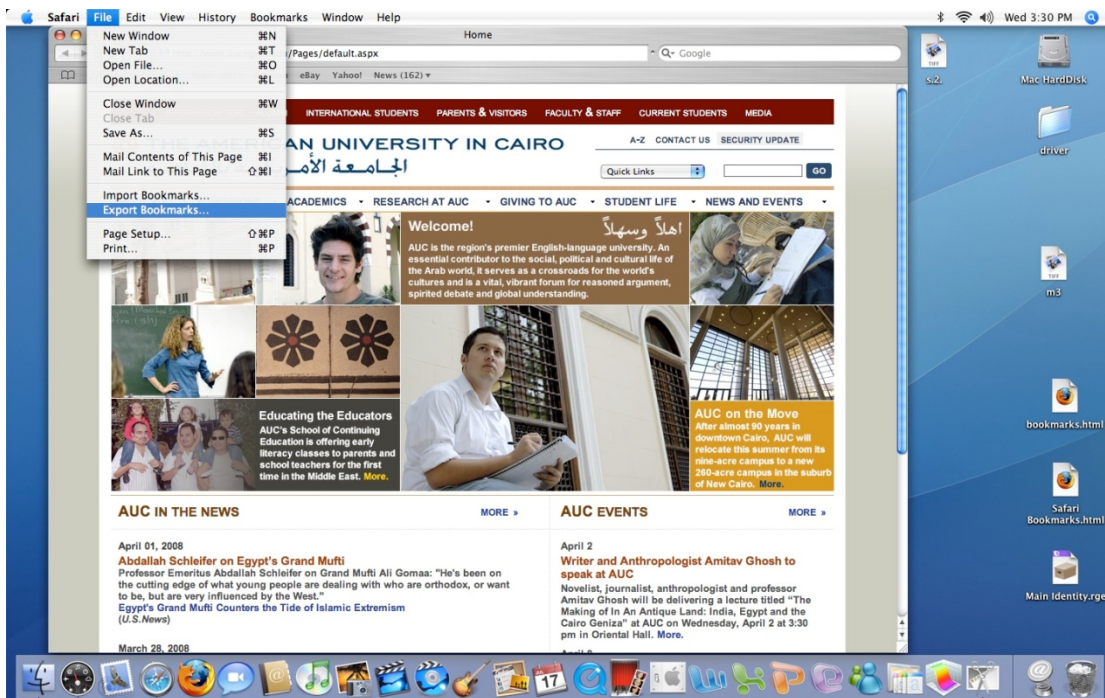 Safari File Edit View History Bookmarks Window Help
Wed 3:30 PM
New Window ⌘N
New Tab ⌘T
Open File... ⌘O
Open Location... ⌘L
Close Window ⌘W
Close Tab
Save As... ⌘S
Mail Contents of This Page ⌘I
Mail Link to This Page ⇧⌘I
Import Bookmarks...
Export Bookmarks...
Page Setup... ⇧⌘P
Print... ⌘P
Home
/Pages/default.aspx
Google
eBay Yahoo! News (162)
INTERNATIONAL STUDENTS PARENTS & VISITORS FACULTY & STAFF CURRENT STUDENTS MEDIA
AN UNIVERSITY IN CAIRO
الجامعة الأمر
A-Z CONTACT US SECURITY UPDATE
Quick Links GO
ACADEMICS RESEARCH AT AUC GIVING TO AUC STUDENT LIFE NEWS AND EVENTS
Welcome! اهلاً وسهلاً
AUC is the region's premier English-language university. An
essential contributor to the social, political and cultural life of
the Arab world, it serves as a crossroads for the world's
cultures and is a vital, vibrant forum for reasoned argument,
spirited debate and global understanding.
Educating the Educators
AUC's School of Continuing
Education is offering early
literacy classes to parents and
school teachers for the first
time in the Middle East. More.
AUC on the Move
After almost 90 years in
downtown Cairo, AUC will
relocate this summer from its
nine-acre campus to a new
260-acre campus in the suburb
of New Cairo. More.
AUC IN THE NEWS MORE »
April 01, 2008
Abdallah Schleifer on Egypt's Grand Mufti
Professor Emeritus Abdallah Schleifer on Grand Mufti Ali Gomaa: "He's been on
the cutting edge of what young people are dealing with who are orthodox, or want
to be, but are very influenced by the West."
Egypt's Grand Mufti Counters the Tide of Islamic Extremism
(U.S.News)
March 28, 2008
AUC EVENTS MORE »
April 2
Writer and Anthropologist Amitav Ghosh to
speak at AUC
Novelist, journalist, anthropologist and professor
Amitav Ghosh will be delivering a lecture titled "The
Making of In An Antique Land: India, Egypt and the
Cairo Geniza" at AUC on Wednesday, April 2 at 3:30
pm in Oriental Hall. More.
TIFF
Mac HardDisk
driver
TIFF
m3
bookmarks.html
Safari
Bookmarks.html
Main Identity.rge
17